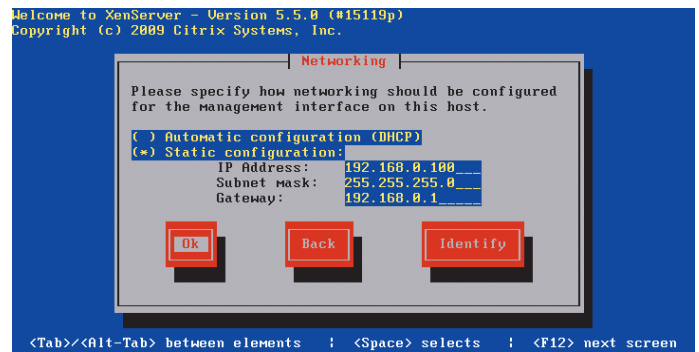 Welcome to XenServer - Version 5.5.0 (#15119p)
Copyright (c) 2009 Citrix Systems, Inc.
Networking
Please specify how networking should be configured
for the management interface on this host.
( ) Automatic configuration (DHCP)
(*) Static configuration:
IP Address: 192.168.0.100___
Subnet mask: 255.255.255.0___
Gateway: 192.168.0.1_____
Ok Back Identify
<Tab>/<Alt-Tab> between elements ¦ <Space> selects ¦ <F12> next screen